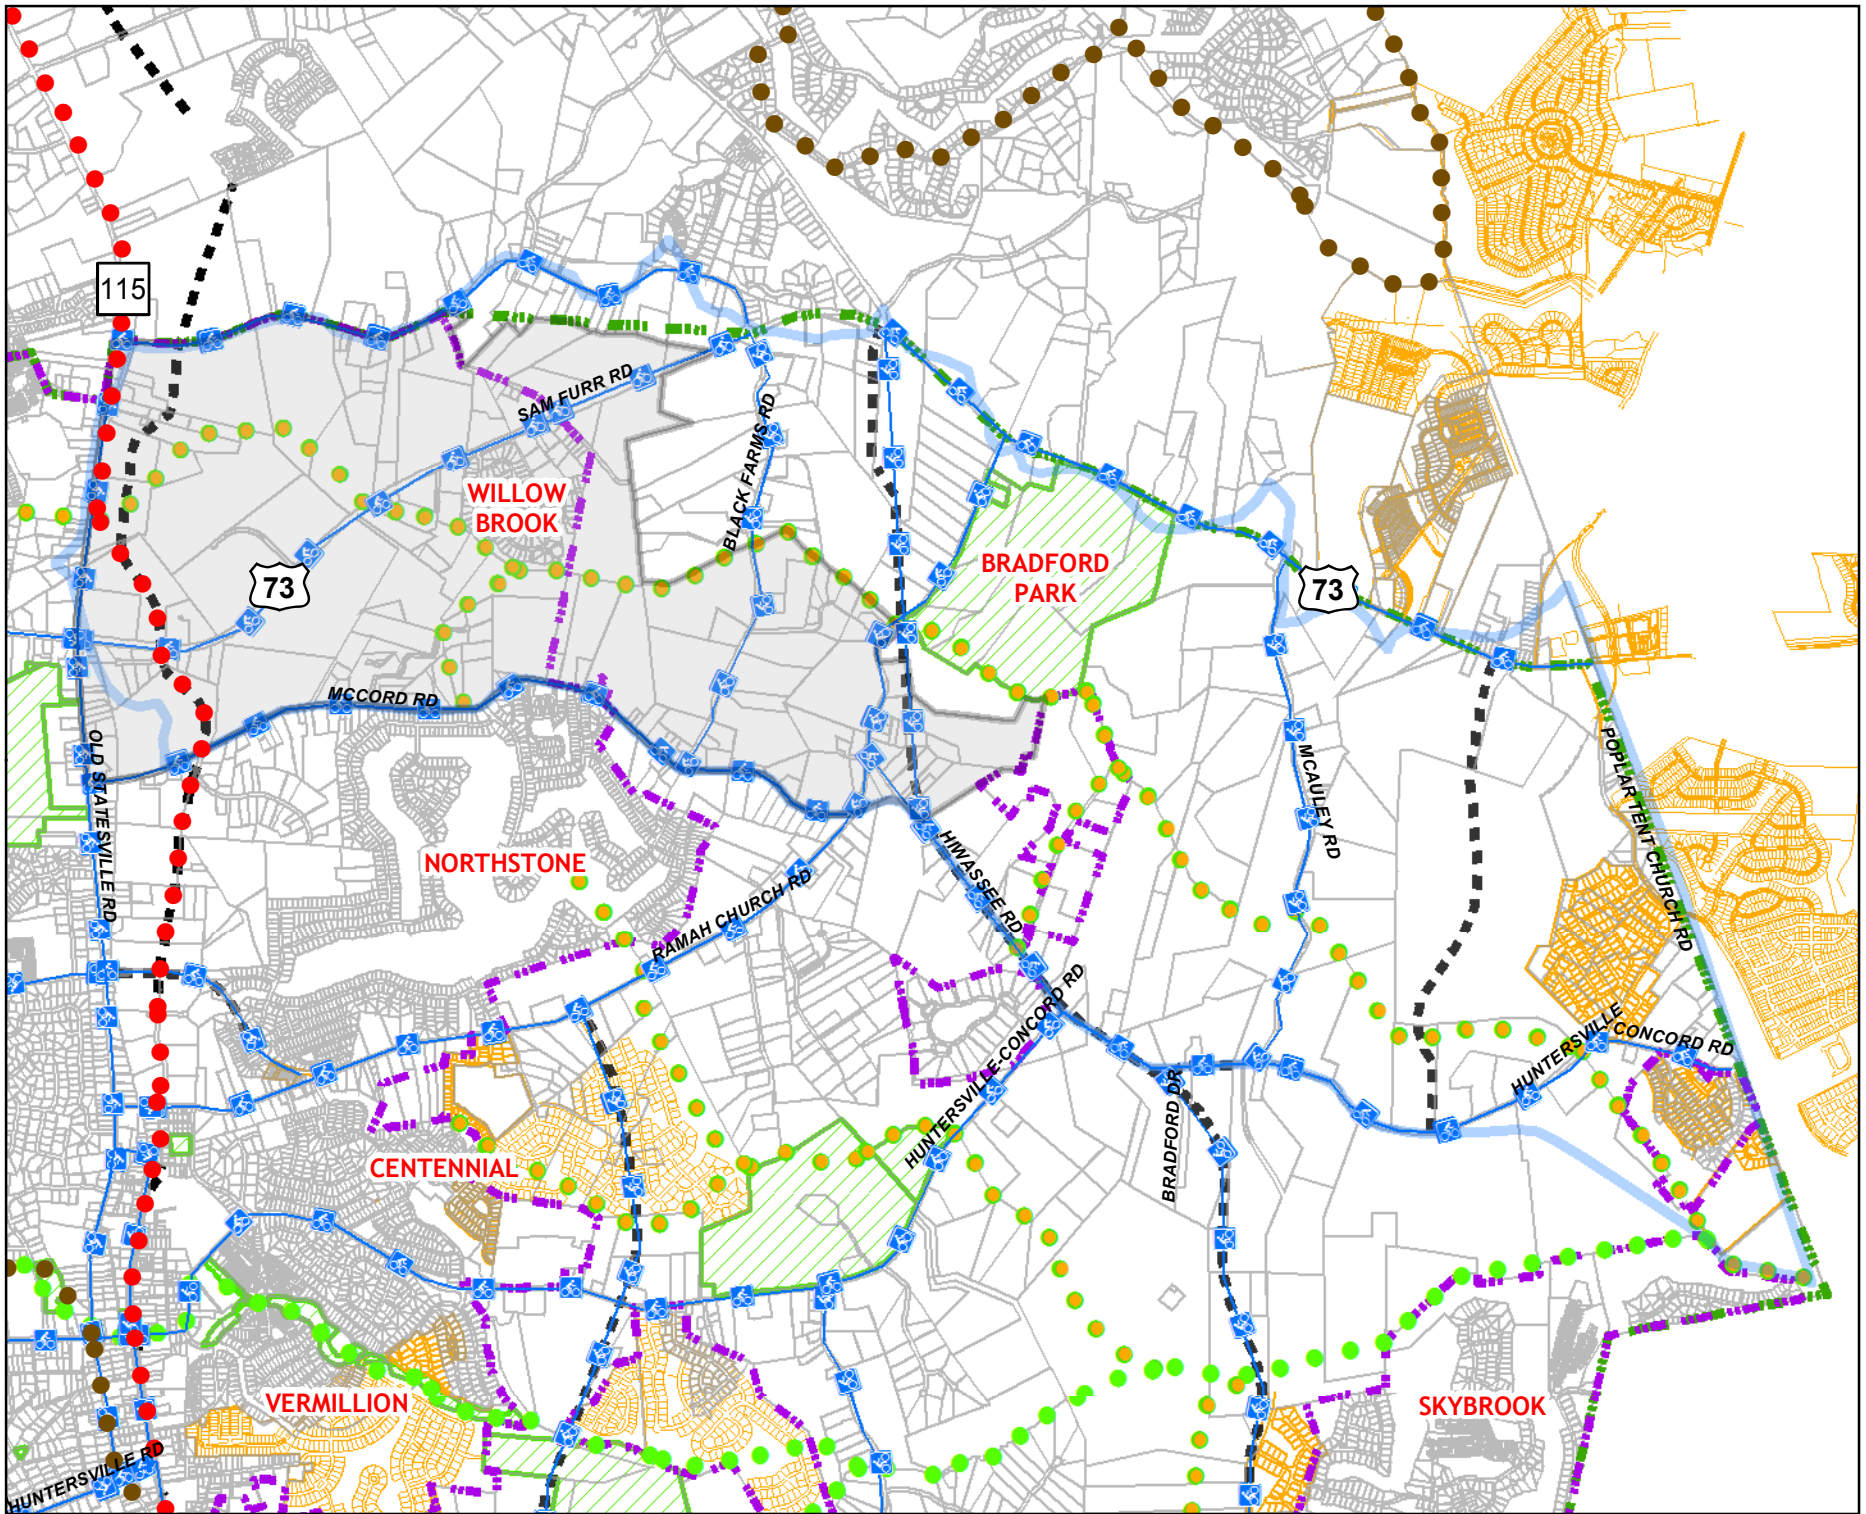 115
SAM FURR RD
BLACK FARMS RD
WILLOW
BROOK
BRADFORD
PARK
73
73
MCCORD RD
OLD STATESVILLE RD
MCAULEY RD
POPLAR TENT CHURCH RD
NORTHSTONE
HIWASSEE RD
RAMAH CHURCH RD
HUNTERSVILLE-CONCORD RD
HUNTERSVILLE
CONCORD RD
BRADFORD DR
CENTENNIAL
VERMILLION
SKYBROOK
HUNTERSVILLE RD